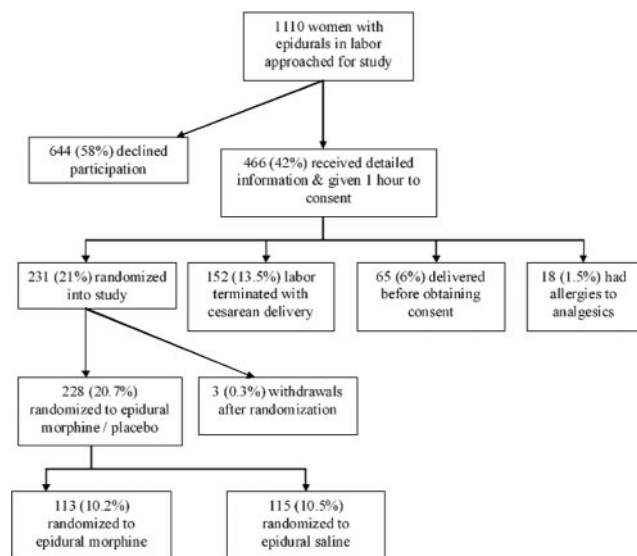 1110 women with
epidurals in labor
approached for study
644 (58%) declined
participation
466 (42%) received detailed
information & given 1 hour to
consent
231 (21%) randomized
into study
152 (13.5%) labor
terminated with
cesarean delivery
65 (6%) delivered
before obtaining
consent
18 (1.5%) had
allergies to
analgesics
228 (20.7%)
randomized to epidural
morphine / placebo
3 (0.3%) withdrawals
after randomization
113 (10.2%)
randomized to
epidural morphine
115 (10.5%)
randomized to
epidural saline